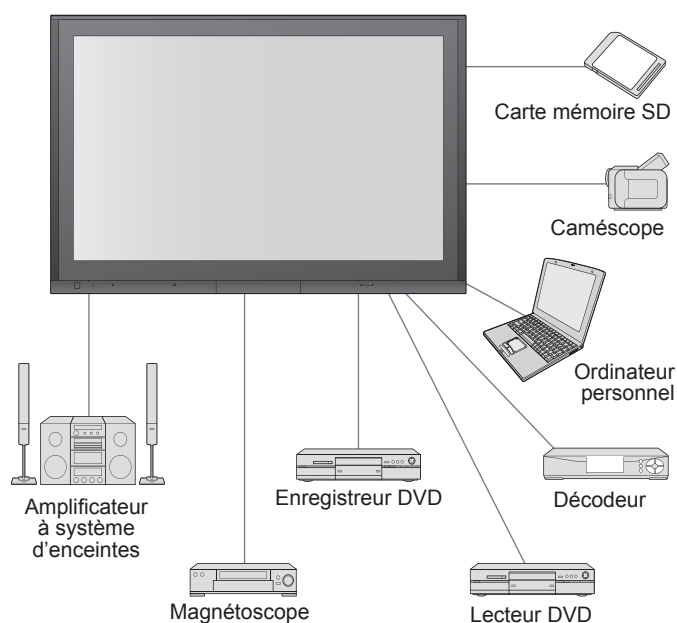 Carte mémoire SD
Caméscope
Ordinateur
personnel
Décodeur
Enregistreur DVD
Amplificateur
à système
d'enceintes
Magnétoscope
Lecteur DVD